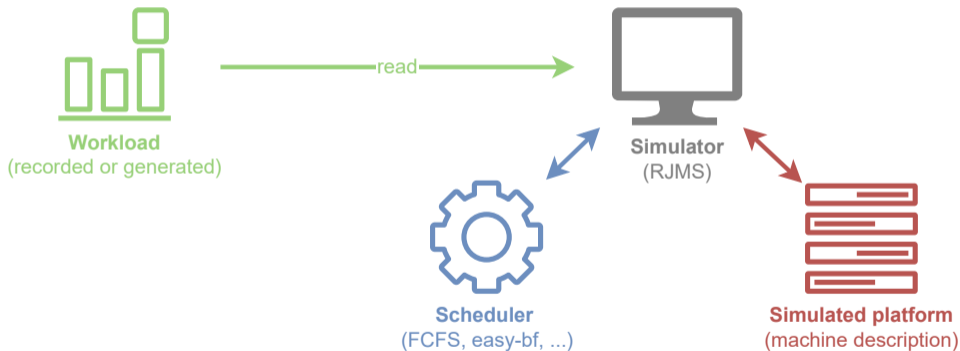 read
Workload
(recorded or generated)
Simulator
(RJMS)
Scheduler
(FCFS, easy-bf, ...)
Simulated platform
(machine description)